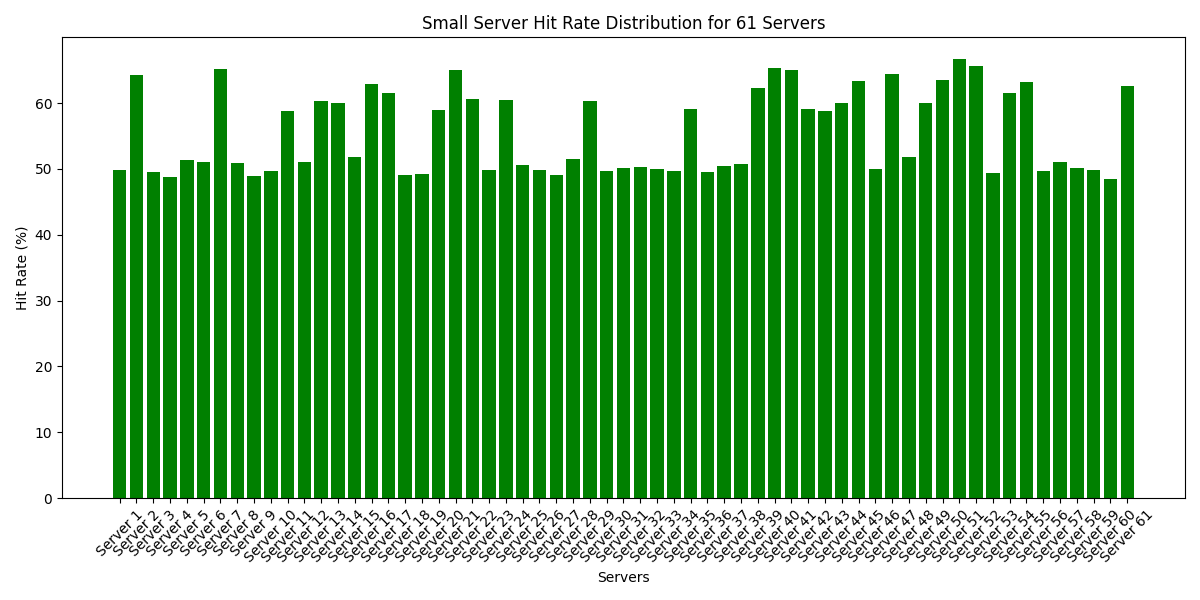 Small Server Hit Rate Distribution for 61 Servers
Hit Rate (%)
60
50
40
30
20
10
0
Server 1
Server 2
Server 3
Server 4
Server 5
Server 6
Server 7
Server 8
Server 9
Server 10
Server 11
Server 12
Server 13
Server 14
Server 15
Server 16
Server 17
Server 18
Server 19
Server 20
Server 21
Server 22
Server 23
Server 24
Server 25
Server 26
Server 27
Server 28
Server 29
Server 30
Server 31
Server 32
Server 33
Server 34
Server 35
Server 36
Server 37
Server 38
Server 39
Server 40
Server 41
Server 42
Server 43
Server 44
Server 45
Server 46
Server 47
Server 48
Server 49
Server 50
Server 51
Server 52
Server 53
Server 54
Server 55
Server 56
Server 57
Server 58
Server 59
Server 60
Server 61
Servers